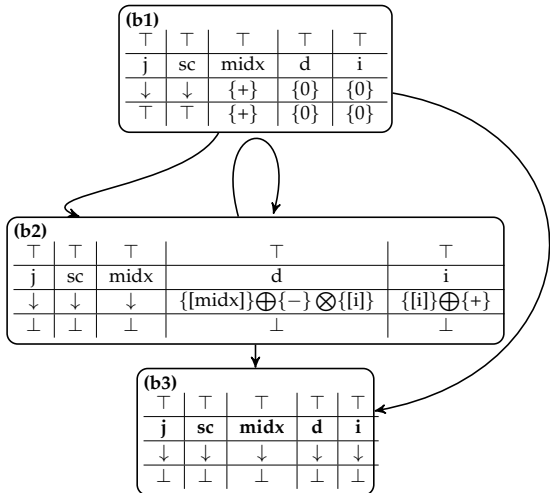 (b1)
⊤ ⊤ ⊤ ⊤ ⊤
j sc midx d i
↓ ↓ {+} {0} {0}
⊤ ⊤ {+} {0} {0}
(b2)
⊤ ⊤ ⊤ ⊤ ⊤
j sc midx d i
↓ ↓ ↓ {[midx]}⨁{−}⨂{[i]} {[i]}⨁{+}
⊥ ⊥ ⊥ ⊥ ⊥
(b3)
⊤ ⊤ ⊤ ⊤ ⊤
j sc midx d i
↓ ↓ ↓ ↓ ↓
⊥ ⊥ ⊥ ⊥ ⊥